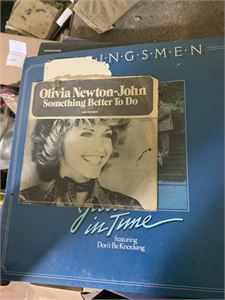 INGSMEN
Olivia Newton-John
Something Better To Do
in Time
featuring
Don't Be Knocking